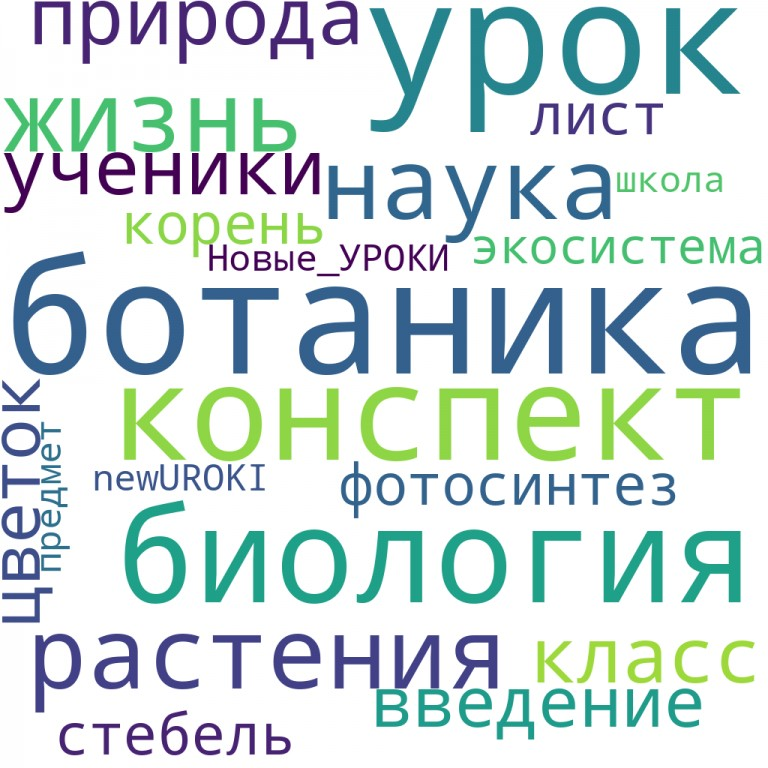 природа
урок
жизнь
лист
ученики
наука
школа
корень
экосистема
Новые_УРОКИ
ботаника
конспект
цветок
предмет
newUROKI
фотосинтез
биология
растения
класс
введение
стебель